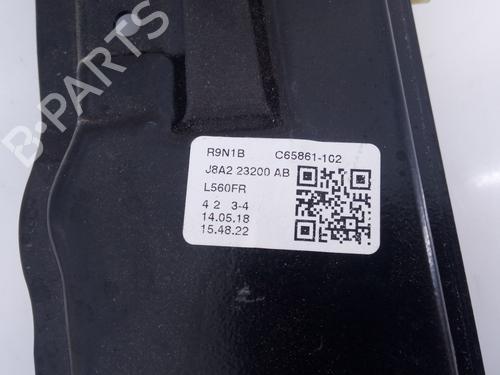 R9N1B C65861-102
J8A2 23200 AB
L560FR
4 2 3-4
14.05.18
15.48.22
B-PARTS